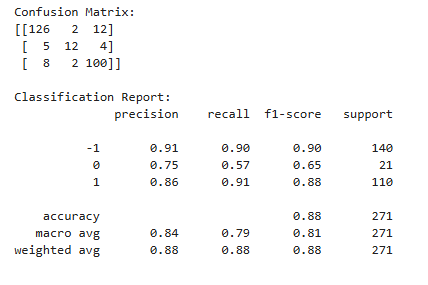 Confusion Matrix:
[[126 2 12]
[ 5 12 4]
[ 8 2 100]]
Classification Report:
precision recall f1-score support
-1 0.91 0.90 0.90 140
0 0.75 0.57 0.65 21
1 0.86 0.91 0.88 110
accuracy 0.88 271
macro avg 0.84 0.79 0.81 271
weighted avg 0.88 0.88 0.88 271